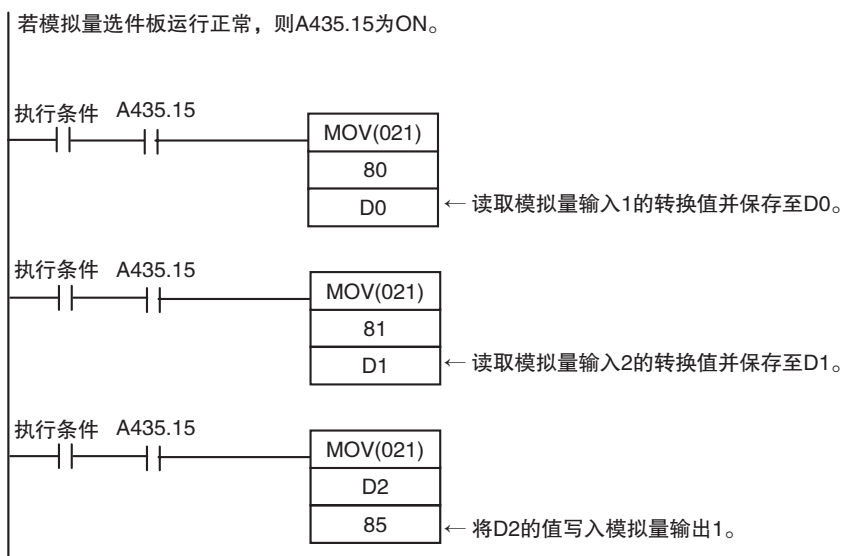 若模拟量选件板运行正常，则A435.15为ON。
执行条件 A435.15
MOV(021)
80
D0
← 读取模拟量输入1的转换值并保存至D0。
执行条件 A435.15
MOV(021)
81
D1
← 读取模拟量输入2的转换值并保存至D1。
执行条件 A435.15
MOV(021)
D2
85
← 将D2的值写入模拟量输出1。